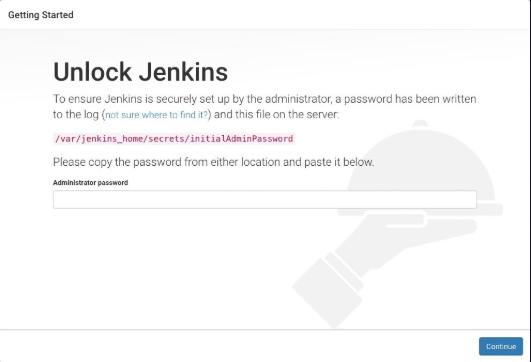 Getting Started
Unlock Jenkins
To ensure Jenkins is securely set up by the administrator, a password has been written
to the log (not sure where to find it?) and this file on the server:
/var/jenkins_home/secrets/initialAdminPassword
Please copy the password from either location and paste it below.
Administrator password
Continue